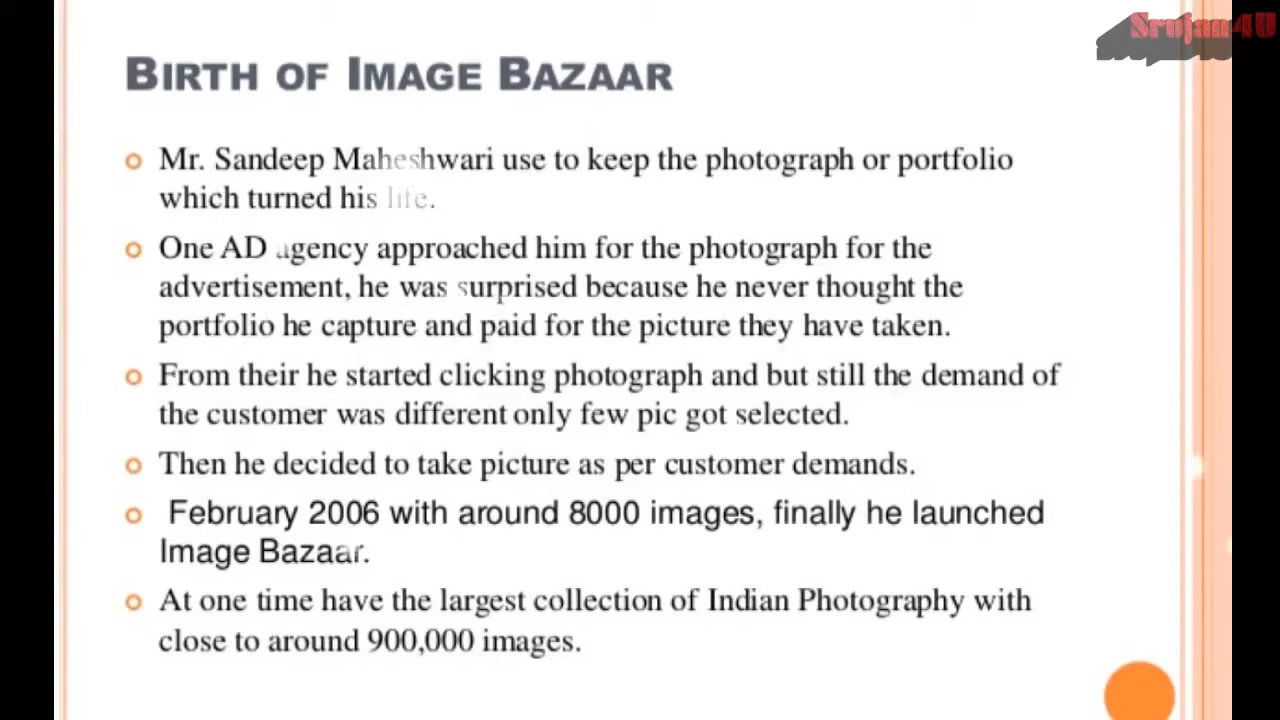 Srujan4U
BIRTH OF IMAGE BAZAAR
Mr. Sandeep Maheshwari use to keep the photograph or portfolio
which turned his life.
One AD agency approached him for the photograph for the
advertisement, he was surprised because he never thought the
portfolio he capture and paid for the picture they have taken.
From their he started clicking photograph and but still the demand of
the customer was different only few pic got selected.
Then he decided to take picture as per customer demands.
February 2006 with around 8000 images, finally he launched
Image Bazaar.
At one time have the largest collection of Indian Photography with
close to around 900,000 images.